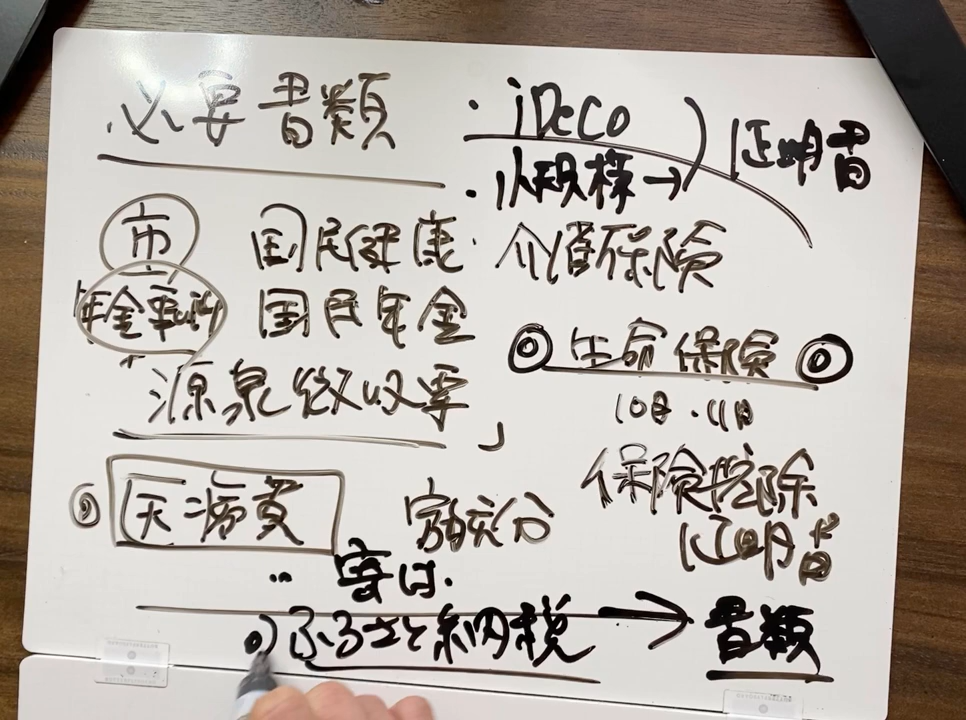 必要書類
市 国民健康
年金事ム所 国民年金
源泉徴収票
医療費 家族分
寄付
ふるさと納税 → 書類
・iDeCo
・小規模→ 証明書
介護保険
◎生命保険◎
10月・11月
保険控除
証明書